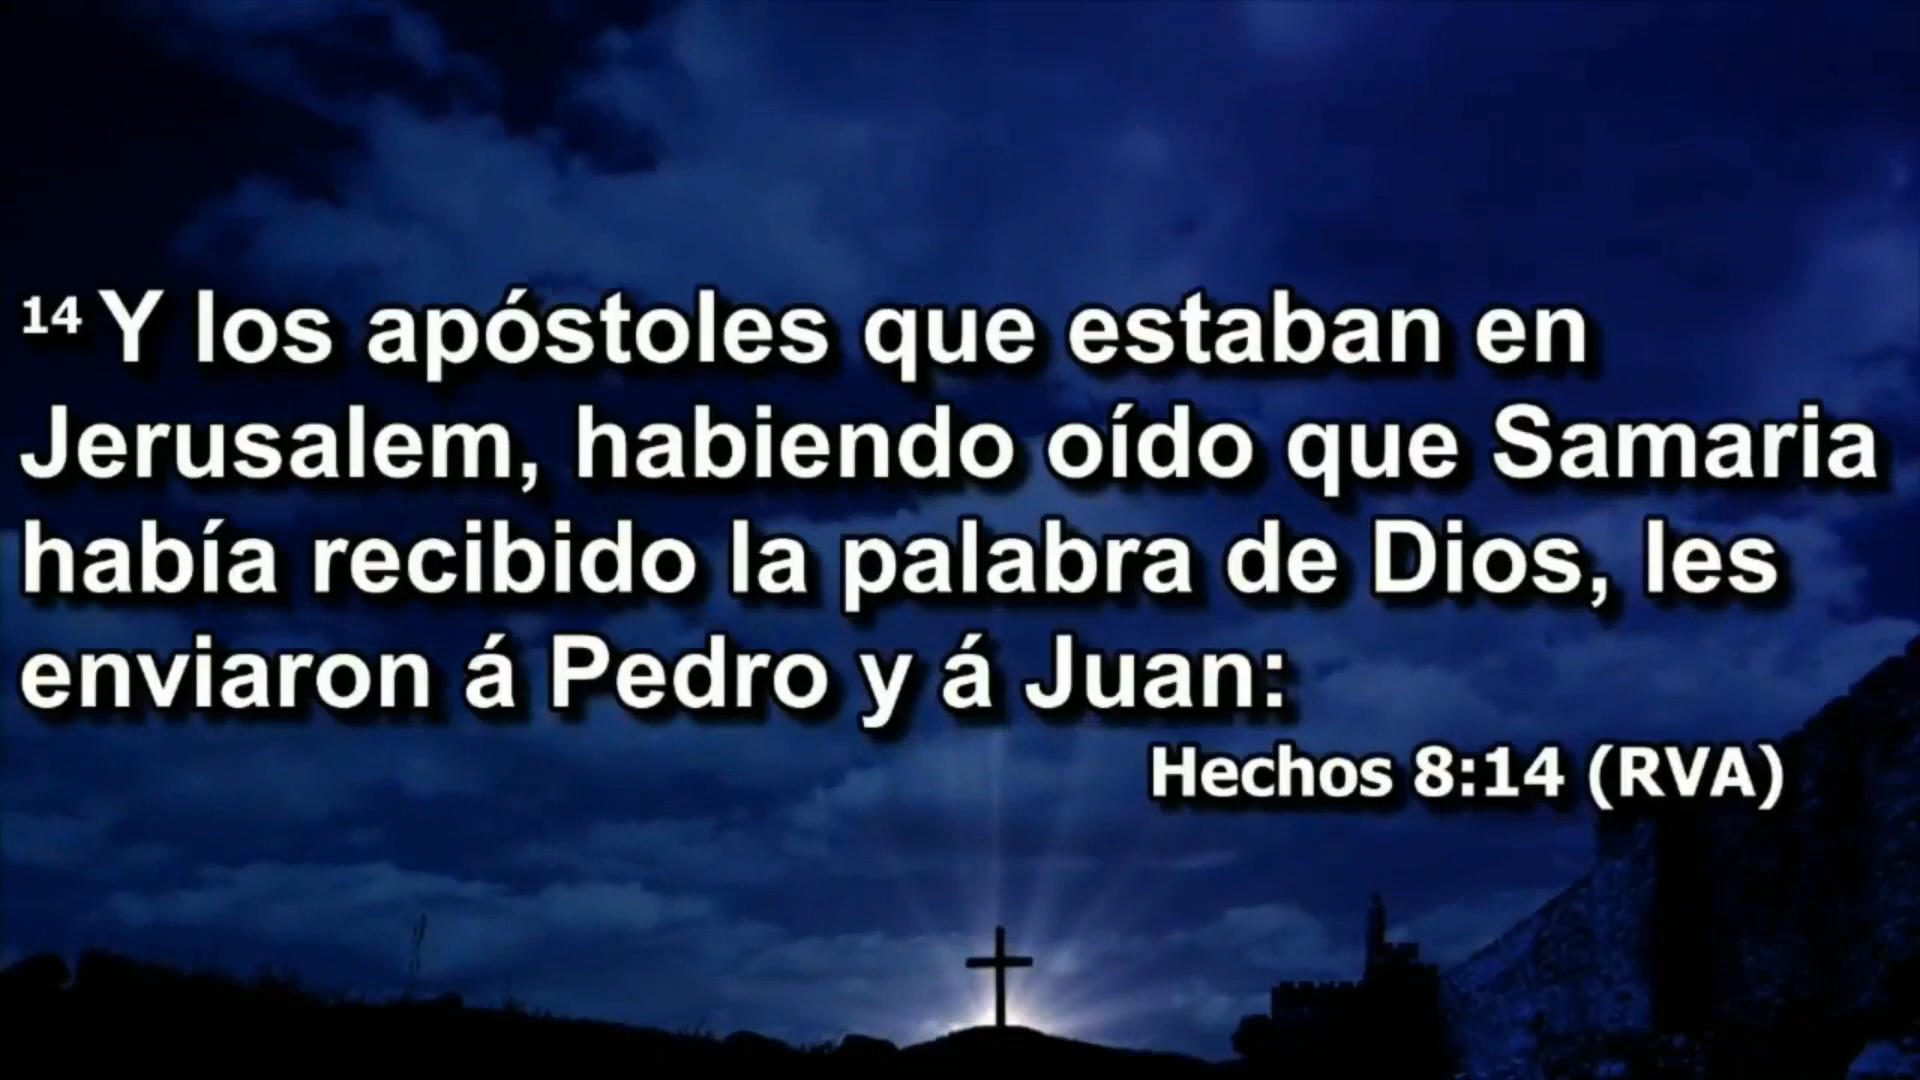 14 Y los apóstoles que estaban en
Jerusalem, habiendo oído que Samaria
había recibido la palabra de Dios, les
enviaron á Pedro y á Juan:
Hechos 8:14 (RVA)